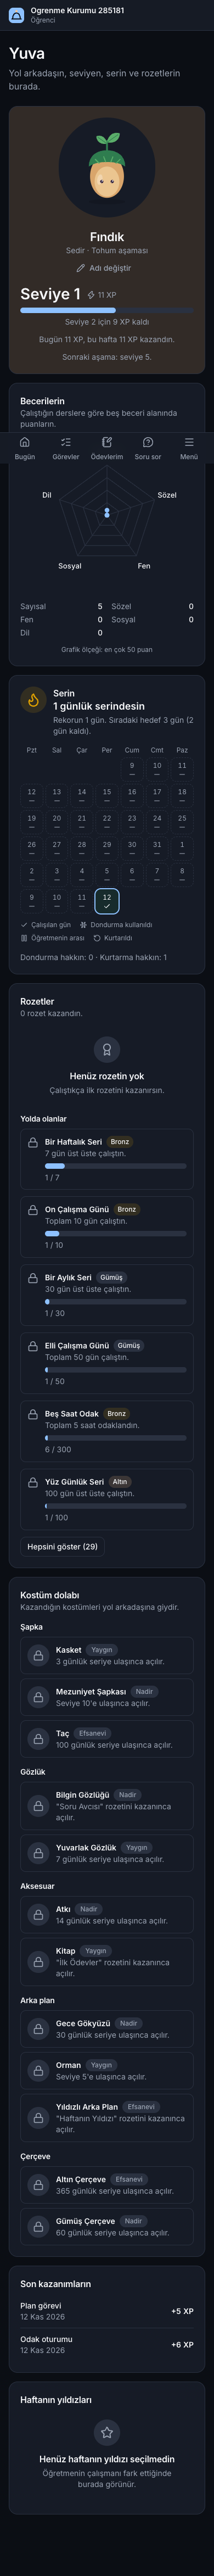 Ogrenme Kurumu 285181
Öğrenci
Yuva
Yol arkadaşın, seviyen, serin ve rozetlerin
burada.
Fındık
Sedir · Tohum aşaması
Adı değiştir
Seviye 1
11 XP
Seviye 2 için 9 XP kaldı
Bugün 11 XP, bu hafta 11 XP kazandın.
Sonraki aşama: seviye 5.
Becerilerin
Çalıştığın derslere göre beş beceri alanında
puanların.
Bugün
Görevler
Ödevlerim
Soru sor
Menü
Dil
Sözel
Sosyal
Fen
Sayısal 5 Sözel 0
Fen 0 Sosyal 0
Dil 0
Grafik ölçeği: en çok 50 puan
Serin
1 günlük serindesin
Rekorun 1 gün. Sıradaki hedef 3 gün (2
gün kaldı).
Pzt Sal Çar Per Cum Cmt Paz
9 10 11
12 13 14 15 16 17 18
19 20 21 22 23 24 25
26 27 28 29 30 31 1
2 3 4 5 6 7 8
9 10 11 12
Çalışılan gün
Dondurma kullanıldı
Öğretmenin arası
Kurtarıldı
Dondurma hakkın: 0 · Kurtarma hakkın: 1
Rozetler
0 rozet kazandın.
Henüz rozetin yok
Çalıştıkça ilk rozetini kazanırsın.
Yolda olanlar
Bir Haftalık Seri Bronz
7 gün üst üste çalıştın.
1 / 7
On Çalışma Günü Bronz
Toplam 10 gün çalıştın.
1 / 10
Bir Aylık Seri Gümüş
30 gün üst üste çalıştın.
1 / 30
Elli Çalışma Günü Gümüş
Toplam 50 gün çalıştın.
1 / 50
Beş Saat Odak Bronz
Toplam 5 saat odaklandın.
6 / 300
Yüz Günlük Seri Altın
100 gün üst üste çalıştın.
1 / 100
Hepsini göster (29)
Kostüm dolabı
Kazandığın kostümleri yol arkadaşına giydir.
Şapka
Kasket Yaygın
3 günlük seriye ulaşınca açılır.
Mezuniyet Şapkası Nadir
Seviye 10'e ulaşınca açılır.
Taç Efsanevi
100 günlük seriye ulaşınca açılır.
Gözlük
Bilgin Gözlüğü Nadir
"Soru Avcısı" rozetini kazanınca
açılır.
Yuvarlak Gözlük Yaygın
7 günlük seriye ulaşınca açılır.
Aksesuar
Atkı Nadir
14 günlük seriye ulaşınca açılır.
Kitap Yaygın
"İlk Ödevler" rozetini kazanınca
açılır.
Arka plan
Gece Gökyüzü Nadir
30 günlük seriye ulaşınca açılır.
Orman Yaygın
Seviye 5'e ulaşınca açılır.
Yıldızlı Arka Plan Efsanevi
"Haftanın Yıldızı" rozetini kazanınca
açılır.
Çerçeve
Altın Çerçeve Efsanevi
365 günlük seriye ulaşınca açılır.
Gümüş Çerçeve Nadir
60 günlük seriye ulaşınca açılır.
Son kazanımların
Plan görevi
12 Kas 2026
+5 XP
Odak oturumu
12 Kas 2026
+6 XP
Haftanın yıldızları
Henüz haftanın yıldızı seçilmedin
Öğretmenin çalışmanı fark ettiğinde
burada görünür.